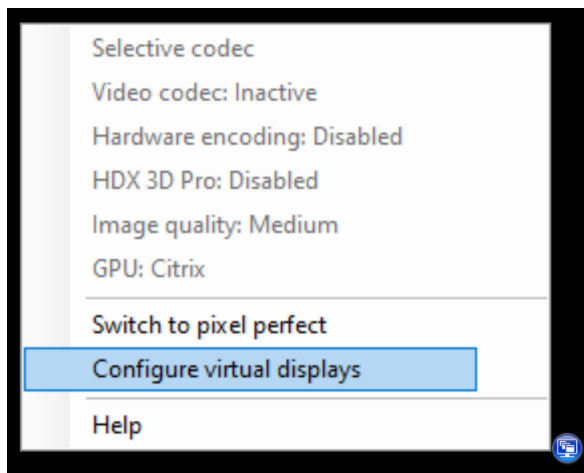 Selective codec
Video codec: Inactive
Hardware encoding: Disabled
HDX 3D Pro: Disabled
Image quality: Medium
GPU: Citrix
Switch to pixel perfect
Configure virtual displays
Help